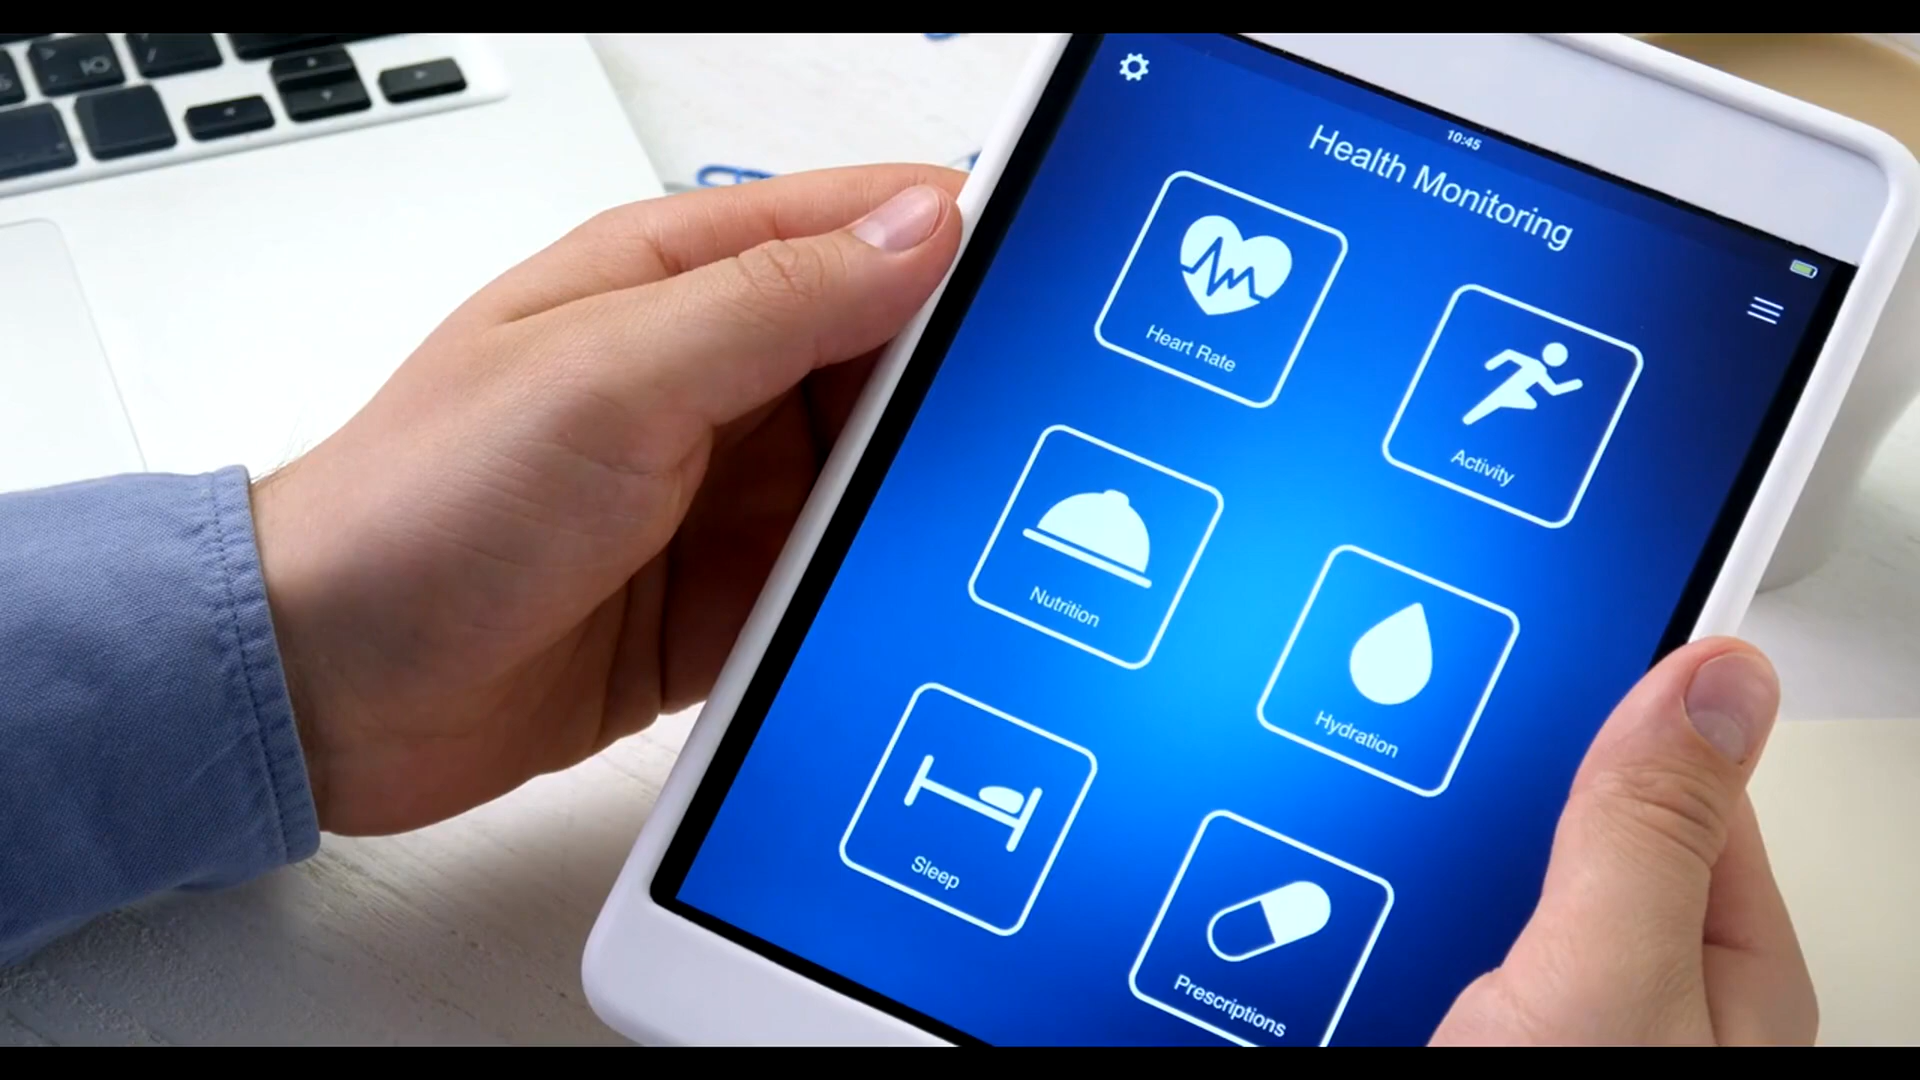 10:45
Health Monitoring
Heart Rate
Activity
Nutrition
Hydration
Sleep
Prescriptions